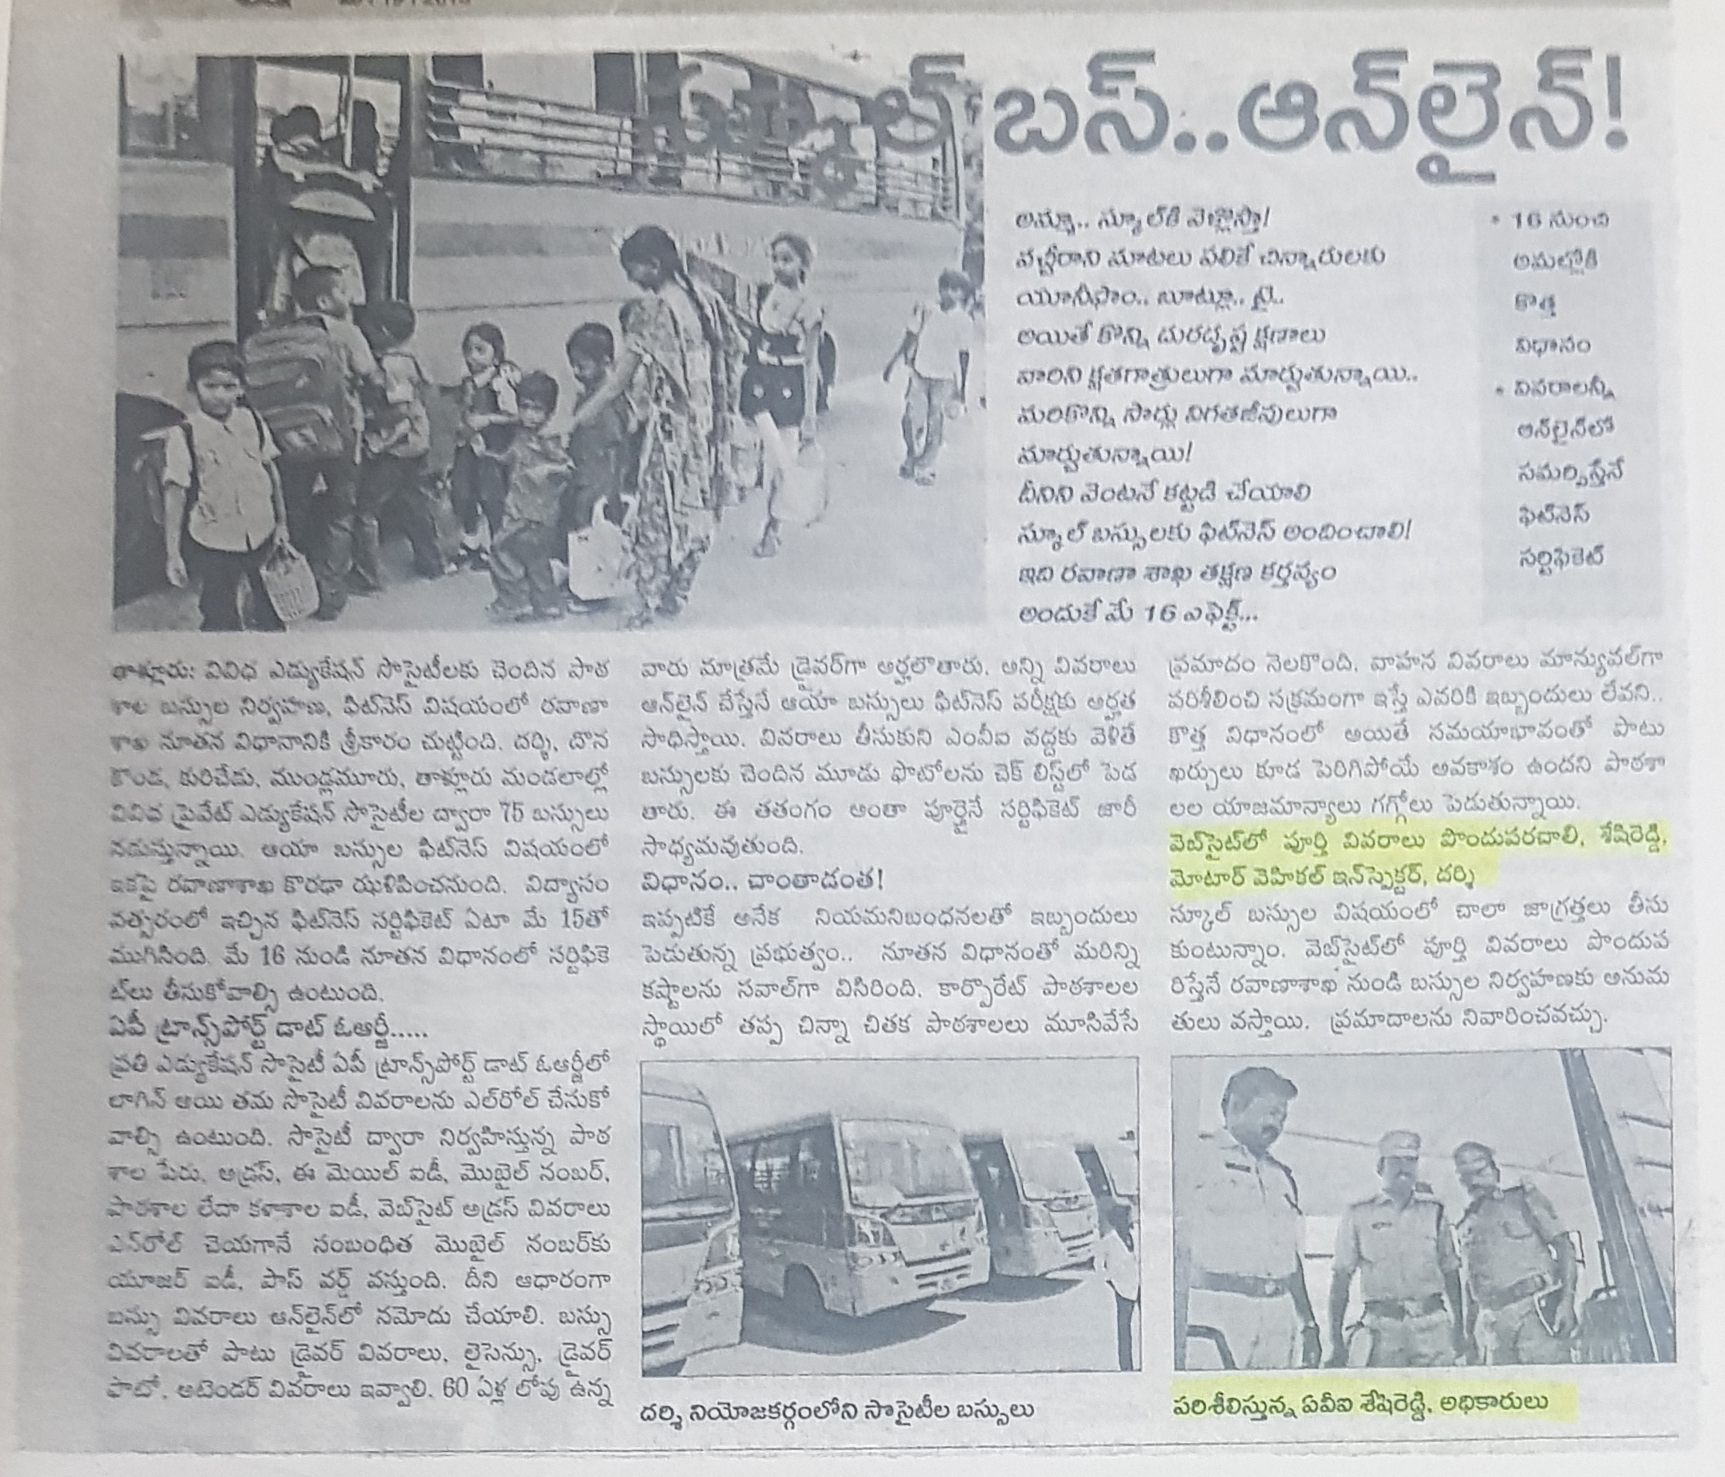 స్కూల్ బస్..ఆన్‌లైన్!
అమ్మా.. స్కూల్‌కి వెళ్లొస్తా!
వచ్చీరాని మాటలు పలికే చిన్నారులకు
యూనీఫాం.. బూట్లూ.. టై..
అయితే కొన్ని దురదృష్ట క్షణాలు
వారిని క్షతగాత్రులుగా మార్చుతున్నాయి..
మరికొన్ని సార్లు విగతజీవులుగా
మార్చుతున్నాయి!
దీనిని వెంటనే కట్టడి చేయాలి
స్కూల్ బస్సులకు ఫిట్‌నెస్ అందించాలి!
ఇది రవాణా శాఖ తక్షణ కర్తవ్యం
అందుకే మే 16 ఎఫెక్ట్...
* 16 నుంచి
అమల్లోకి
కొత్త
విధానం
* వివరాలన్నీ
ఆన్‌లైన్‌లో
సమర్పిస్తేనే
ఫిట్‌నెస్
సర్టిఫికెట్
తాళ్లూరు: వివిధ ఎడ్యుకేషన్ సొసైటీలకు చెందిన పాఠ
శాల బస్సుల నిర్వహణ, ఫిట్‌నెస్ విషయంలో రవాణా
శాఖ నూతన విధానానికి శ్రీకారం చుట్టింది. దర్శి, దొన
కొండ, కురిచేడు, ముండ్లమూరు, తాళ్లూరు మండలాల్లో
వివిధ ప్రైవేట్ ఎడ్యుకేషన్ సొసైటీల ద్వారా 75 బస్సులు
నడుస్తున్నాయి. ఆయా బస్సుల ఫిట్‌నెస్ విషయంలో
ఇకపై రవాణాశాఖ కొరఢా ఝుళిపించనుంది. విద్యాసం
వత్సరంలో ఇచ్చిన ఫిట్‌నెస్ సర్టిఫికెట్ ఏటా మే 15తో
ముగిసింది. మే 16 నుండి నూతన విధానంలో సర్టిఫికె
ట్‌లు తీసుకోవాల్సి ఉంటుంది.
ఏపీ ట్రాన్స్‌పోర్ట్ డాట్ ఓఆర్జీ.....
ప్రతి ఎడ్యుకేషన్ సొసైటీ ఏపీ ట్రాన్స్‌పోర్ట్ డాట్ ఓఆర్జీలో
లాగిన్ అయి తమ సొసైటీ వివరాలను ఎల్‌రోల్ చేసుకో
వాల్సి ఉంటుంది. సొసైటీ ద్వారా నిర్వహిస్తున్న పాఠ
శాల పేరు, అడ్రస్, ఈ మెయిల్ ఐడీ, మొబైల్ నంబర్,
పాఠశాల లేదా కళాశాల ఐడీ, వెబ్‌సైట్ అడ్రస్ వివరాలు
ఎన్‌రోల్ చెయగానే సంబంధిత మొబైల్ నంబర్‌కు
యూజర్ ఐడీ, పాస్ వర్డ్ వస్తుంది. దీని ఆధారంగా
బస్సు వివరాలు ఆన్‌లైన్‌లో నమోదు చేయాలి. బస్సు
వివరాలతో పాటు డ్రైవర్ వివరాలు, లైసెన్సు, డ్రైవర్
ఫొటో, అటెండర్ వివరాలు ఇవ్వాలి. 60 ఏళ్ల లోపు ఉన్న
వారు మాత్రమే డ్రైవర్‌గా అర్హలౌతారు. అన్ని వివరాలు
ఆన్‌లైన్ చేస్తేనే ఆయా బస్సులు ఫిట్‌నెస్ పరీక్షకు అర్హత
సాధిస్తాయి. వివరాలు తీసుకుని ఎంవీఐ వద్దకు వెళితే
బస్సులకు చెందిన మూడు ఫొటోలను చెక్ లిస్ట్‌లో పెడ
తారు. ఈ తతంగం అంతా పూర్తైనే సర్టిఫికెట్ జారీ
సాధ్యమవుతుంది.
విధానం.. చాంతాడంత!
ఇప్పటికే అనేక నియమనిబంధనలతో ఇబ్బందులు
పెడుతున్న ప్రభుత్వం.. నూతన విధానంతో మరిన్ని
కష్టాలను సవాల్‌గా విసిరింది. కార్పొరేట్ పాఠశాలల
స్థాయిలో తప్ప చిన్నా చితక పాఠశాలలు మూసివేసే
ప్రమాదం నెలకొంది. వాహన వివరాలు మాన్యువల్‌గా
పరిశీలించి సక్రమంగా ఇస్తే ఎవరికి ఇబ్బందులు లేవని..
కొత్త విధానంలో అయితే సమయాభావంతో పాటు
ఖర్చులు కూడ పెరిగిపోయే అవకాశం ఉందని పాఠశా
లల యాజమాన్యాలు గగ్గోలు పెడుతున్నాయి.
వెబ్‌సైట్‌లో పూర్తి వివరాలు పొందుపరచాలి, శేషిరెడ్డి,
మోటార్ వెహికల్ ఇన్‌స్పెక్టర్, దర్శి
స్కూల్ బస్సుల విషయంలో చాలా జాగ్రత్తలు తీసు
కుంటున్నాం. వెబ్‌సైట్‌లో పూర్తి వివరాలు పొందుప
రిస్తేనే రవాణాశాఖ నుండి బస్సుల నిర్వహణకు అనుమ
తులు వస్తాయి. ప్రమాదాలను నివారించవచ్చు.
దర్శి నియోజకర్గంలోని సొసైటీల బస్సులు
పరిశీలిస్తున్న ఏవీఐ శేషిరెడ్డి, అధికారులు